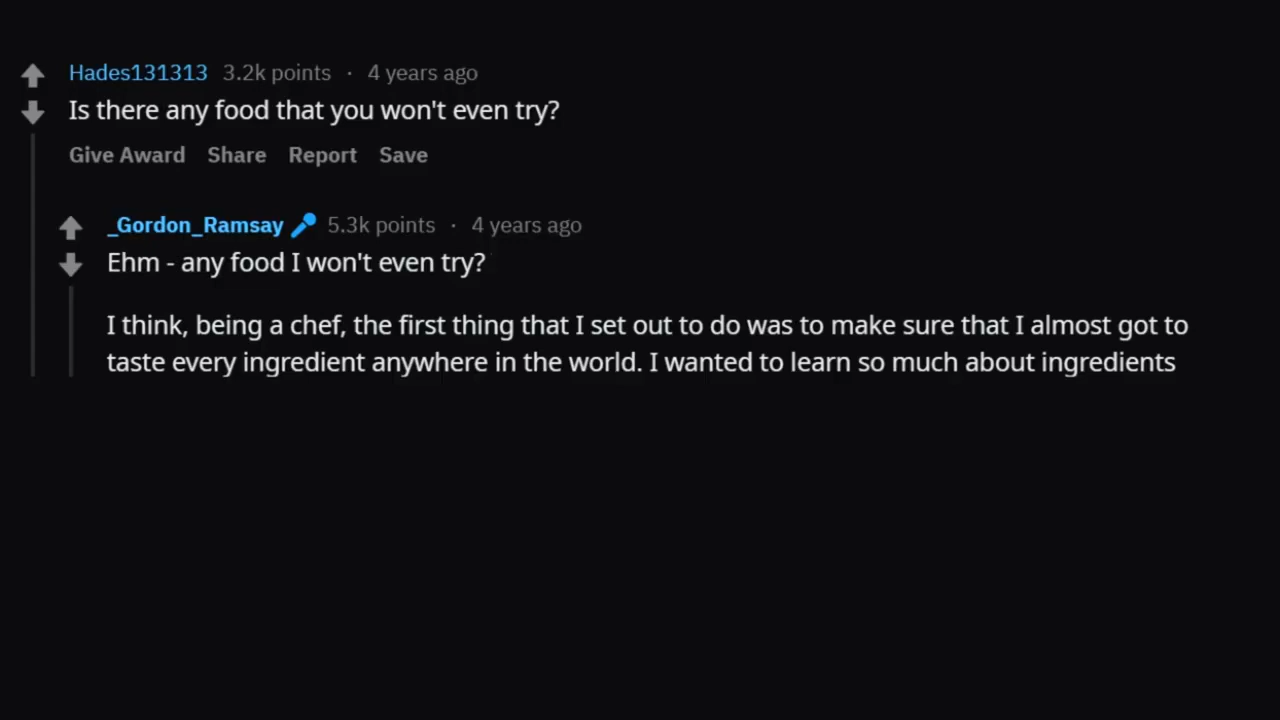 Hades131313 3.2k points · 4 years ago
Is there any food that you won't even try?
Give Award Share Report Save
_Gordon_Ramsay 5.3k points · 4 years ago
Ehm - any food I won't even try?
I think, being a chef, the first thing that I set out to do was to make sure that I almost got to
taste every ingredient anywhere in the world. I wanted to learn so much about ingredients